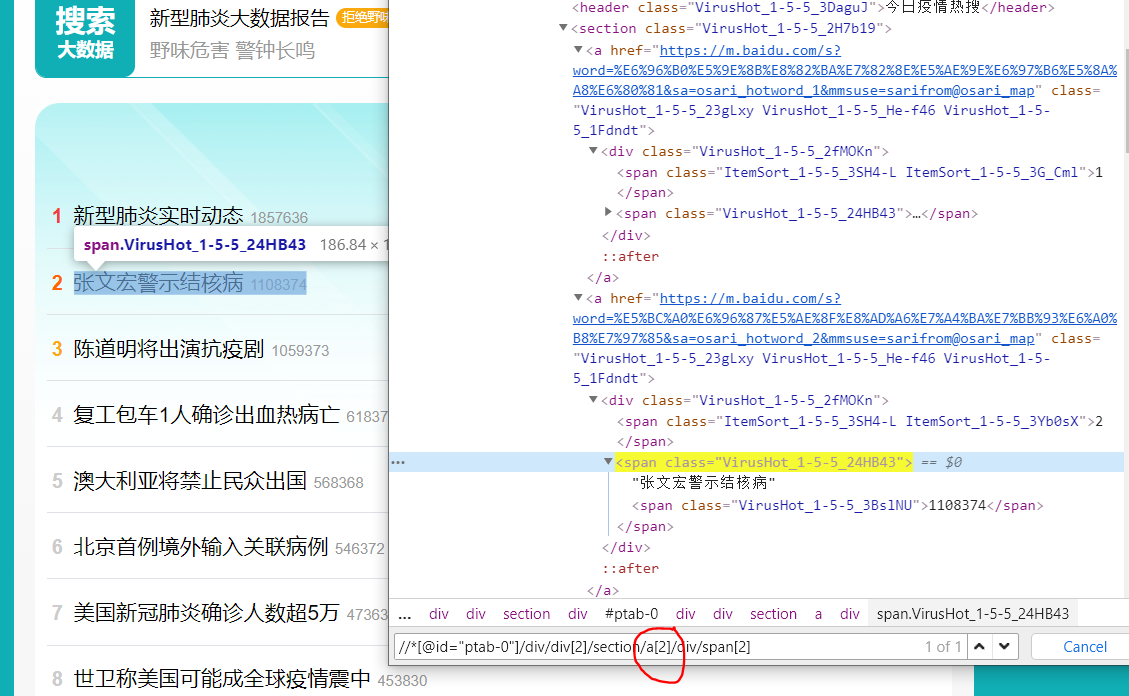 搜索
大数据
新型肺炎大数据报告
野味危害 警钟长鸣
1 新型肺炎实时动态 1857636
span.VirusHot_1-5-5_24HB43 186.84 × 1
2 张文宏警示结核病 1108374
3 陈道明将出演抗疫剧 1059373
4 复工包车1人确诊出血热病亡 61837
5 澳大利亚将禁止民众出国 568368
6 北京首例境外输入关联病例 546372
7 美国新冠肺炎确诊人数超5万 47363
8 世卫称美国可能成全球疫情震中 453830
<header class="VirusHot_1-5-5_3DaguJ">今日疫情热搜</header>
<section class="VirusHot_1-5-5_2H7b19">
<a href="https://m.baidu.com/s?
word=%E6%96%B0%E5%9E%8B%E8%82%BA%E7%82%8E%E5%AE%9E%E6%97%B6%E5%8A%
A8%E6%80%81&sa=osari_hotword_1&mmsuse=sarifrom@osari_map" class=
"VirusHot_1-5-5_23gLxy VirusHot_1-5-5_He-f46 VirusHot_1-5-
5_1Fdndt">
<div class="VirusHot_1-5-5_2fMOKn">
<span class="ItemSort_1-5-5_3SH4-L ItemSort_1-5-5_3G_Cml">1
</span>
<span class="VirusHot_1-5-5_24HB43">…</span>
</div>
::after
</a>
<a href="https://m.baidu.com/s?
word=%E5%BC%A0%E6%96%87%E5%AE%8F%E8%AD%A6%E7%A4%BA%E7%BB%93%E6%A0%
B8%E7%97%85&sa=osari_hotword_2&mmsuse=sarifrom@osari_map" class=
"VirusHot_1-5-5_23gLxy VirusHot_1-5-5_He-f46 VirusHot_1-5-
5_1Fdndt">
<div class="VirusHot_1-5-5_2fMOKn">
<span class="ItemSort_1-5-5_3SH4-L ItemSort_1-5-5_3Yb0sX">2
</span>
<span class="VirusHot_1-5-5_24HB43"> == $0
"张文宏警示结核病"
<span class="VirusHot_1-5-5_3BslNU">1108374</span>
</span>
</div>
::after
</a>
... div div section div #ptab-0 div div section a div span.VirusHot_1-5-5_24HB43
//*[@id="ptab-0"]/div/div[2]/section/a[2]/div/span[2] 1 of 1 Cancel